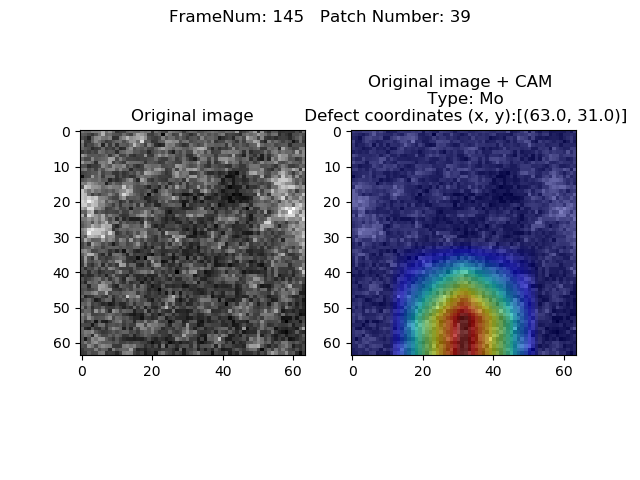 FrameNum: 145   Patch Number: 39
Original image
Original image + CAM
Type: Mo
Defect coordinates (x, y):[(63.0, 31.0)]
0
10
20
30
40
50
60
0 20 40 60
0
10
20
30
40
50
60
0 20 40 60